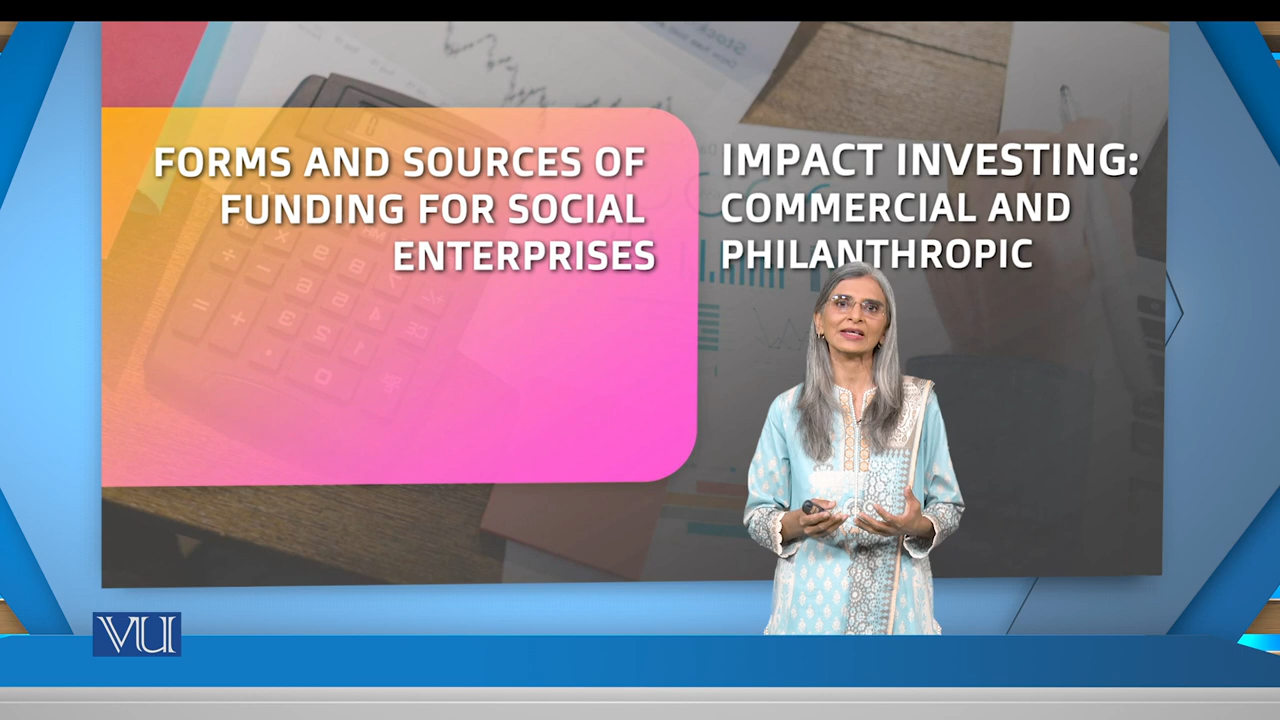 FORMS AND SOURCES OF
FUNDING FOR SOCIAL
ENTERPRISES
IMPACT INVESTING:
COMMERCIAL AND
PHILANTHROPIC
VU